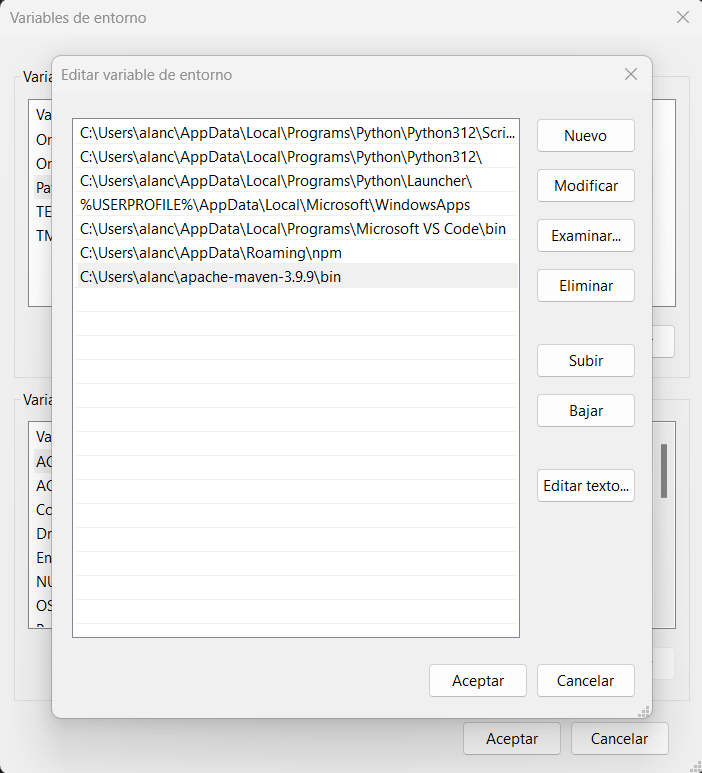 Variables de entorno
Editar variable de entorno
C:\Users\alanc\AppData\Local\Programs\Python\Python312\Scri...
C:\Users\alanc\AppData\Local\Programs\Python\Python312\
C:\Users\alanc\AppData\Local\Programs\Python\Launcher\
%USERPROFILE%\AppData\Local\Microsoft\WindowsApps
C:\Users\alanc\AppData\Local\Programs\Microsoft VS Code\bin
C:\Users\alanc\AppData\Roaming\npm
C:\Users\alanc\apache-maven-3.9.9\bin
Nuevo
Modificar
Examinar...
Eliminar
Subir
Bajar
Editar texto...
Aceptar
Cancelar
Varia
Va
On
On
Pa
TE
TM
Varia
Va
AC
AC
Co
Dr
En
NU
OS
Aceptar
Cancelar